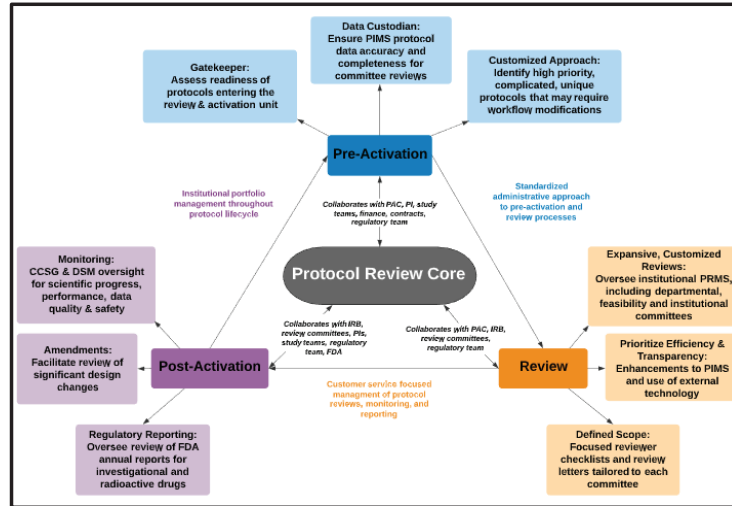 Data Custodian:
Ensure PIMS protocol
data accuracy and
completeness for
committee reviews
Gatekeeper:
Assess readiness of
protocols entering the
review & activation unit
Customized Approach:
Identify high priority,
complicated, unique
protocols that may require
workflow modifications
Pre-Activation
Institutional portfolio
management throughout
protocol lifecycle
Collaborates with PAC, PI, study
teams, finance, contracts,
regulatory team
Standardized
administrative approach
to pre-activation and
review processes
Protocol Review Core
Monitoring:
CCSG & DSM oversight
for scientific progress,
performance, data
quality & safety
Expansive, Customized
Reviews:
Oversee institutional PRMS,
including departmental,
feasibility and institutional
committees
Collaborates with IRB,
review committees, PIs,
study teams, regulatory
team, FDA
Collaborates with PAC, IRB,
review committees,
regulatory team
Amendments:
Facilitate review of
significant design
changes
Post-Activation
Review
Prioritize Efficiency &
Transparency:
Enhancements to PIMS
and use of external
technology
Customer service focused
managment of protocol
reviews, monitoring, and
reporting
Regulatory Reporting:
Oversee review of FDA
annual reports for
investigational and
radioactive drugs
Defined Scope:
Focused reviewer
checklists and review
letters tailored to each
committee